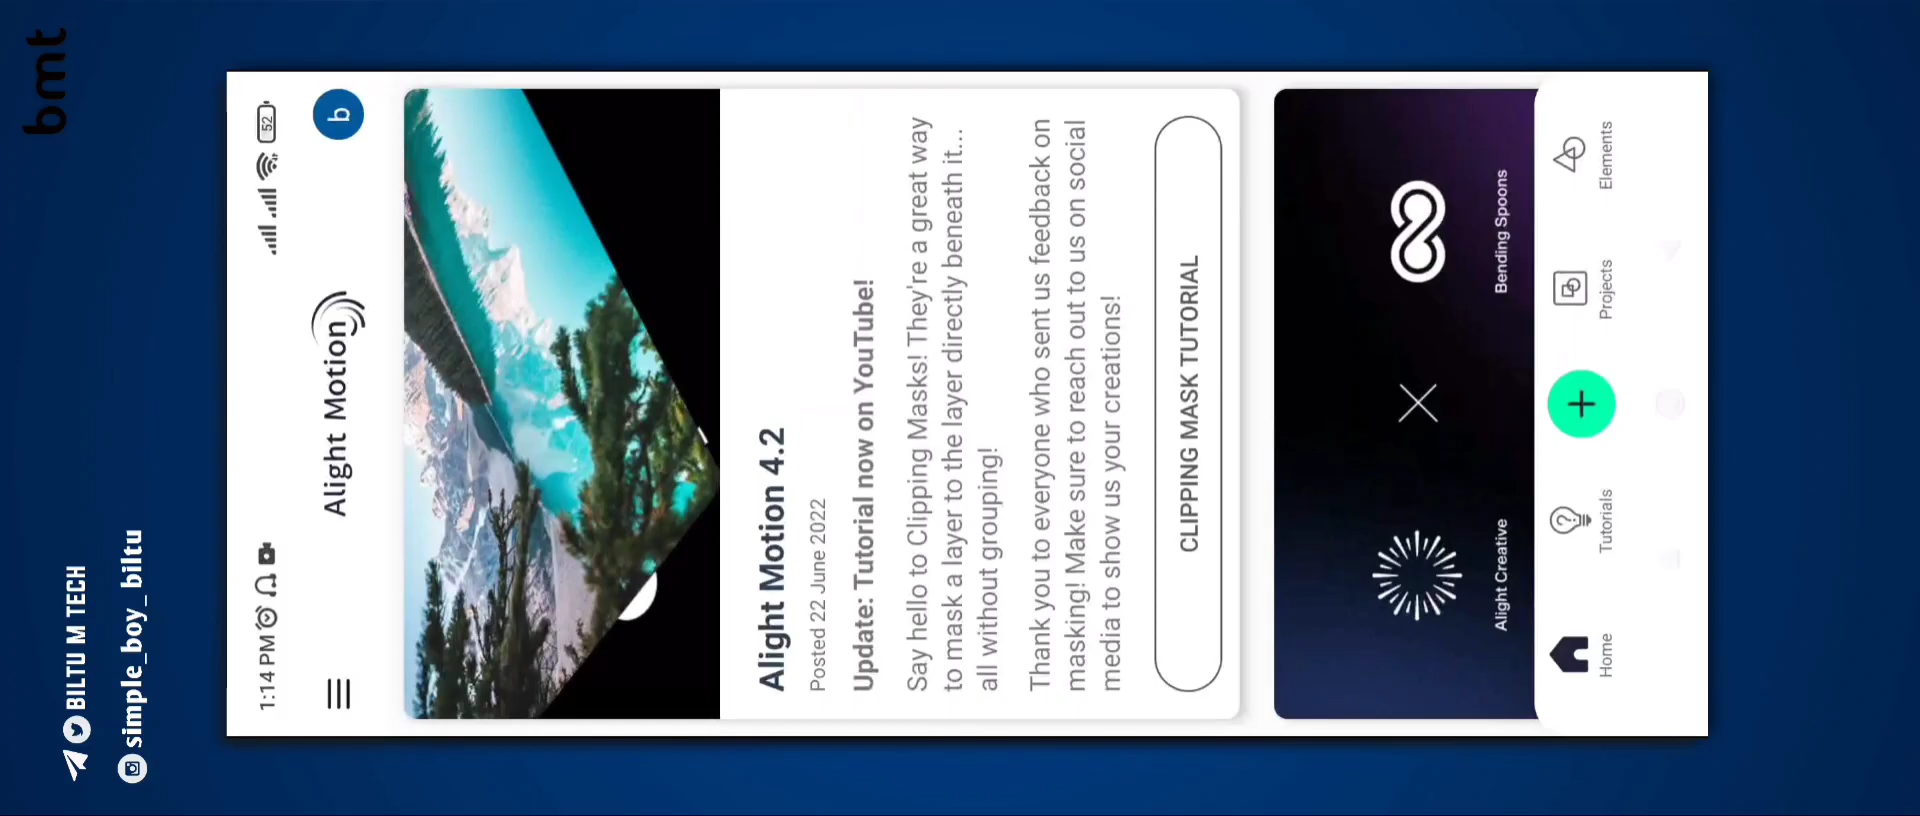 bmt
BILTU M TECH
simple_boy_biltu
1:14 PM
52
Alight Motion
b
Alight Motion 4.2
Posted 22 June 2022
Update: Tutorial now on YouTube!
Say hello to Clipping Masks! They're a great way
to mask a layer to the layer directly beneath it...
all without grouping!
Thank you to everyone who sent us feedback on
masking! Make sure to reach out to us on social
media to show us your creations!
CLIPPING MASK TUTORIAL
Alight Creative
Bending Spoons
Home
Tutorials
Projects
Elements